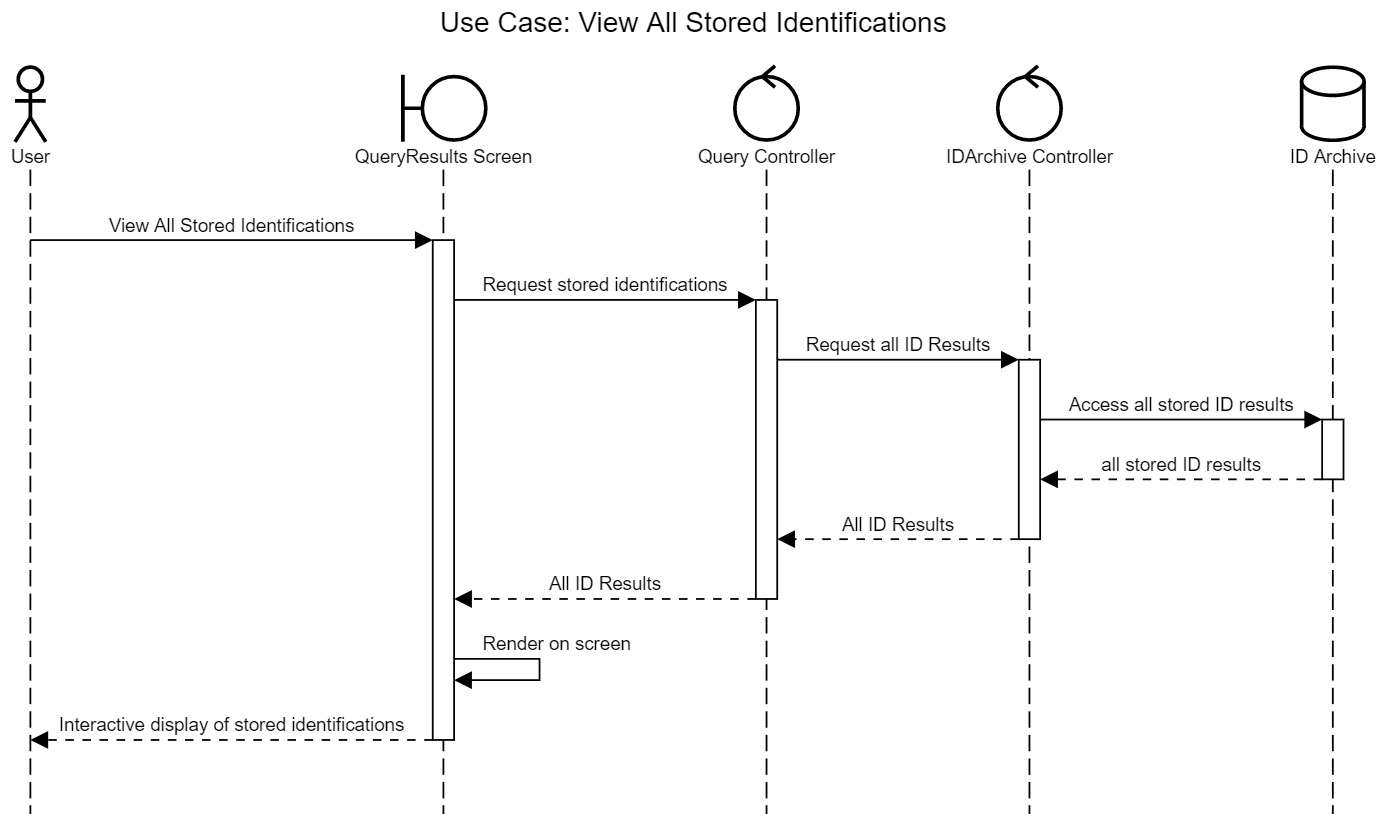 Use Case: View All Stored Identifications
User
QueryResults Screen
Query Controller
IDArchive Controller
ID Archive
View All Stored Identifications
Request stored identifications
Request all ID Results
Access all stored ID results
all stored ID results
All ID Results
All ID Results
Render on screen
Interactive display of stored identifications